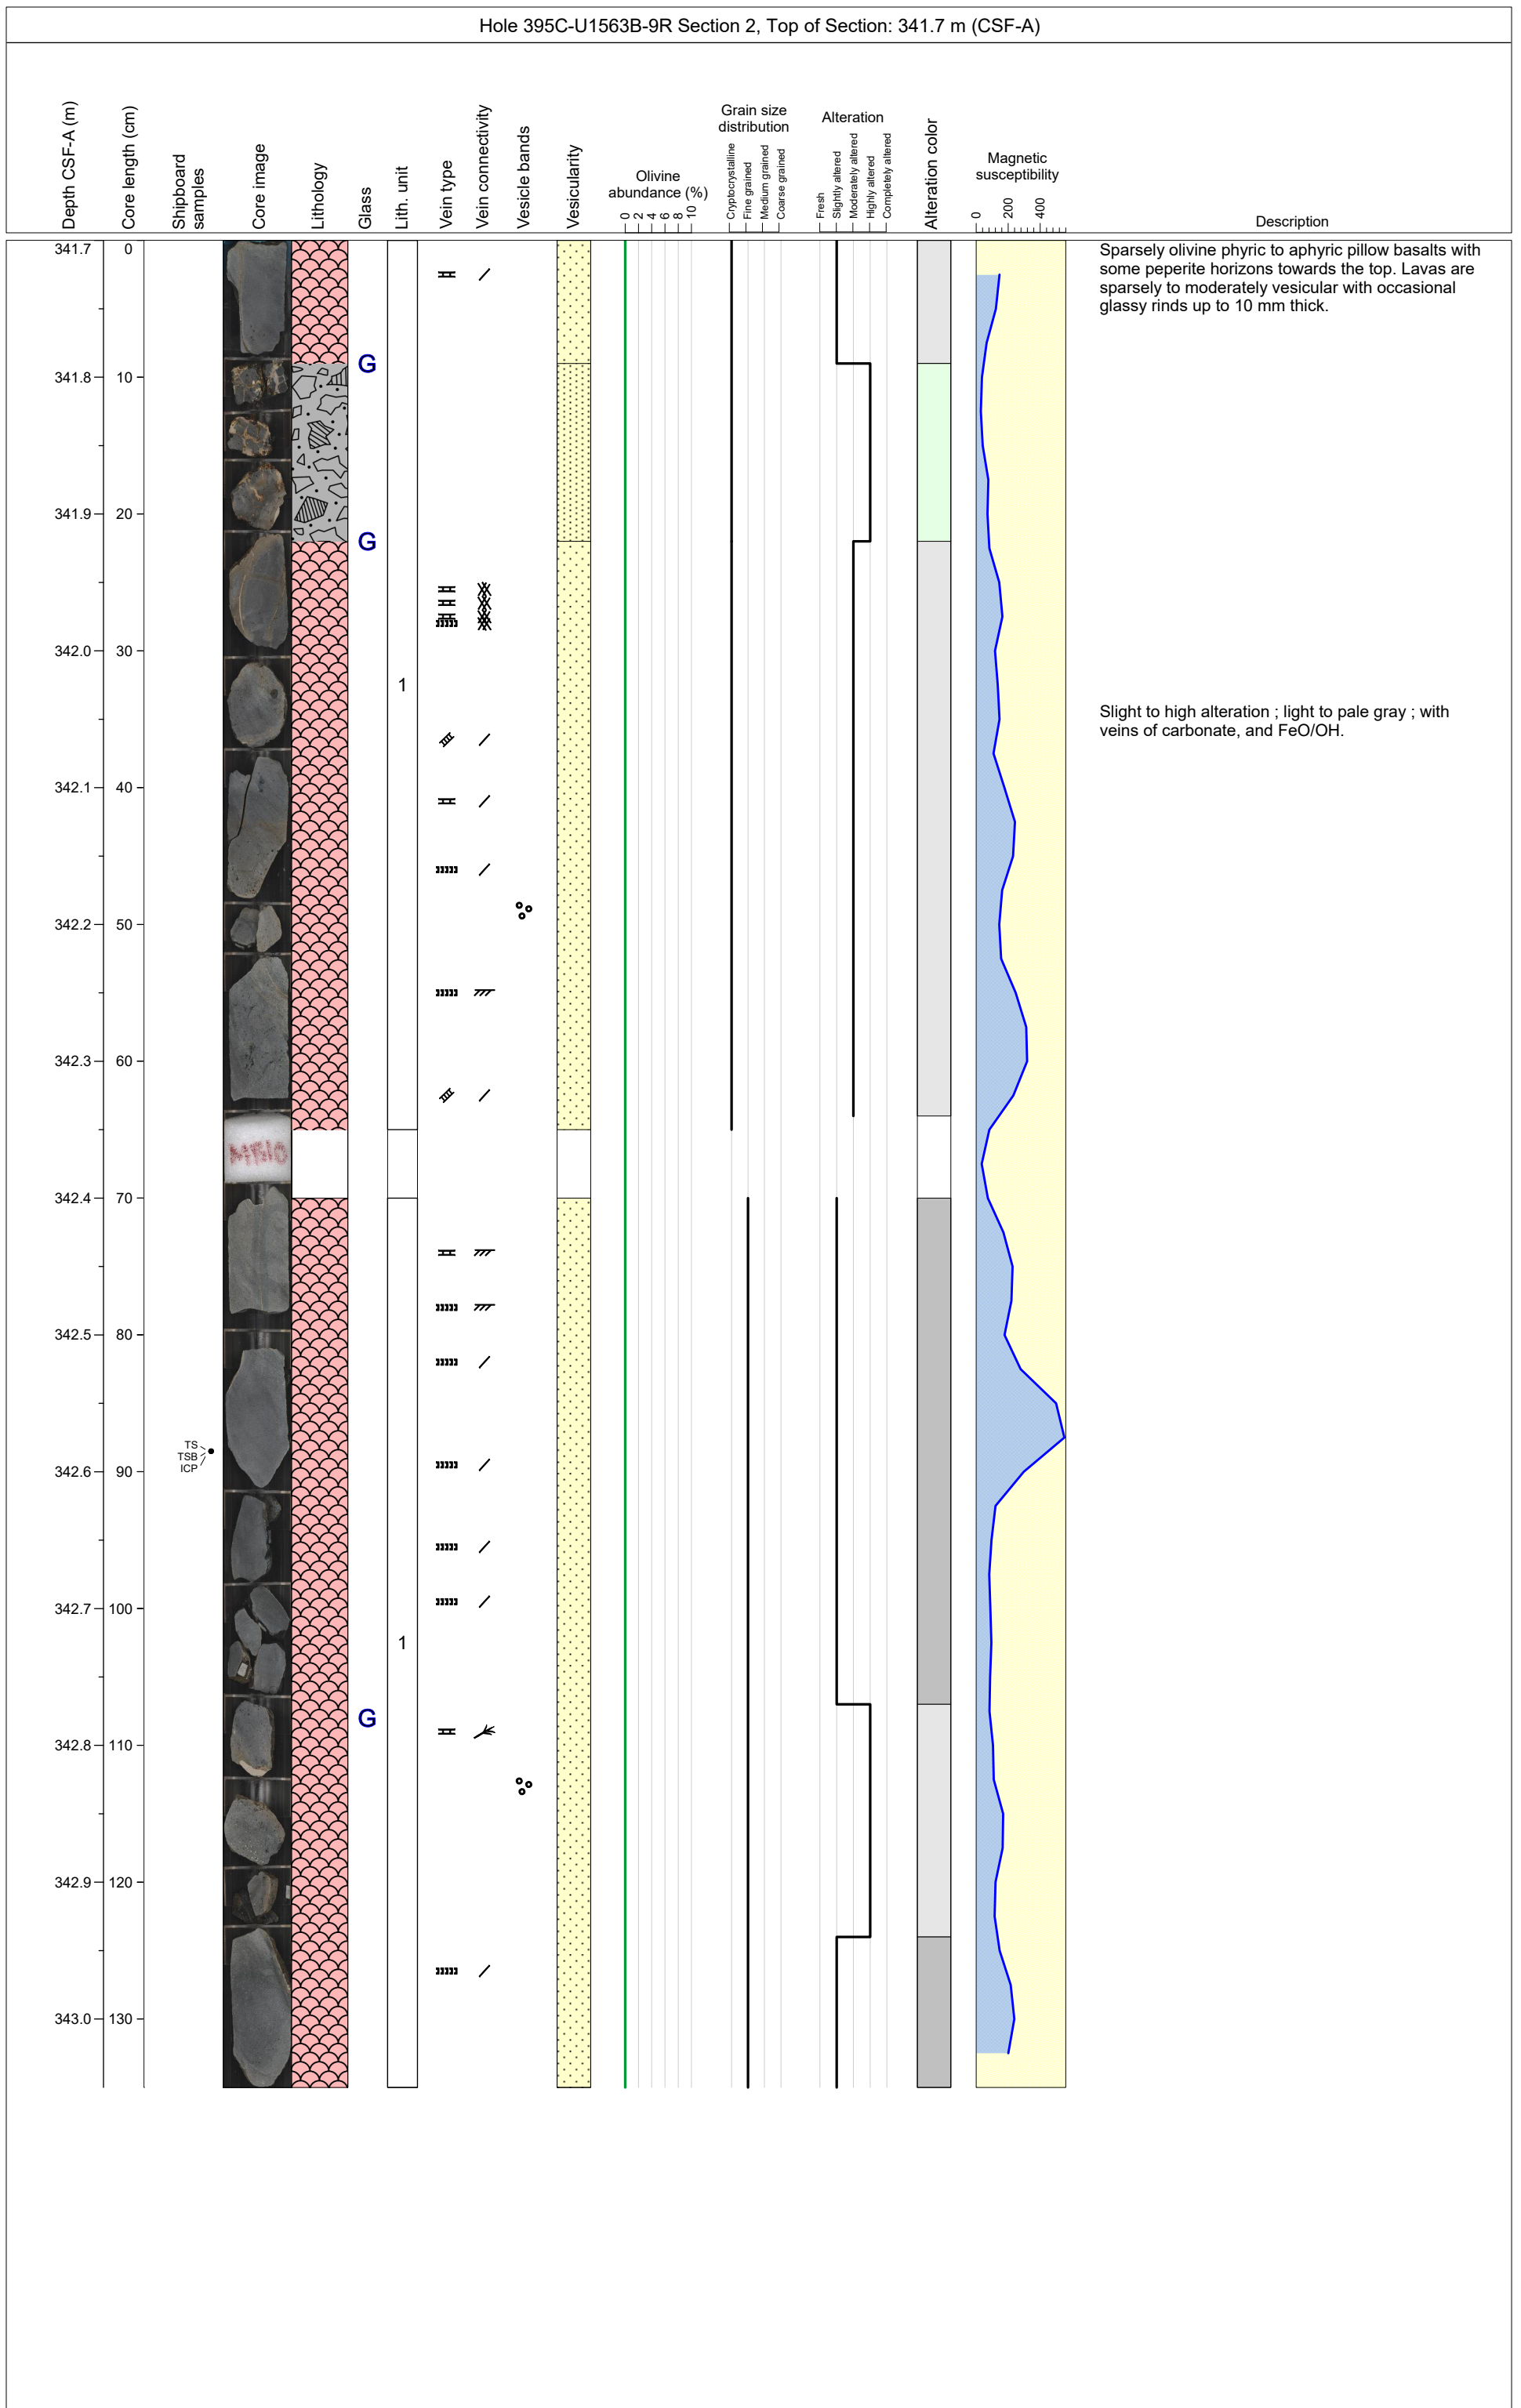 Hole 395C-U1563B-9R Section 2, Top of Section: 341.7 m (CSF-A)
Depth CSF-A (m)
Core length (cm)
Shipboard
samples
Core image
Lithology
Glass
Lith. unit
Vein type
Vein connectivity
Vesicle bands
Vesicularity
Olivine
abundance (%)
0 2 4 6 8 10
Grain size
distribution
Cryptocrystalline
Fine grained
Medium grained
Coarse grained
Alteration
Fresh
Slightly altered
Moderately altered
Highly altered
Completely altered
Alteration color
Magnetic
susceptibility
0 200 400
Description
341.7 0
Sparsely olivine phyric to aphyric pillow basalts with
some peperite horizons towards the top. Lavas are
sparsely to moderately vesicular with occasional
glassy rinds up to 10 mm thick.
G
341.8 10
341.9 20
G
342.0 30
1
Slight to high alteration ; light to pale gray ; with
veins of carbonate, and FeO/OH.
342.1 40
342.2 50
342.3 60
342.4 70
342.5 80
TS
TSB
ICP
342.6 90
342.7 100
1
G
342.8 110
342.9 120
343.0 130